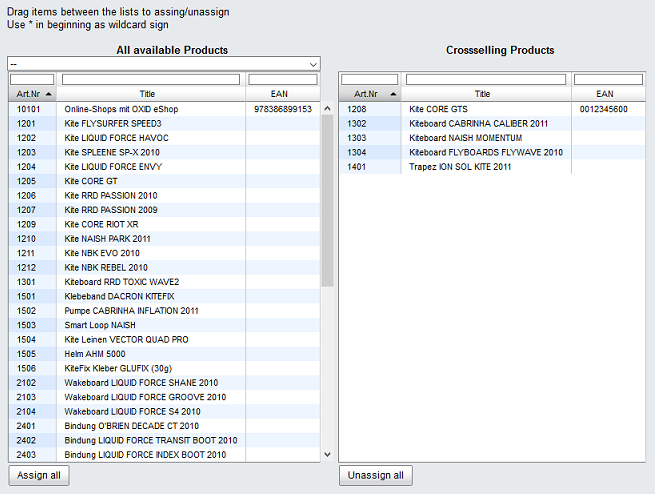 Drag items between the lists to assing/unassign
Use * in beginning as wildcard sign
All available Products
--
Art.Nr Title EAN
10101 Online-Shops mit OXID eShop 978386899153
1201 Kite FLYSURFER SPEED3
1202 Kite LIQUID FORCE HAVOC
1203 Kite SPLEENE SP-X 2010
1204 Kite LIQUID FORCE ENVY
1205 Kite CORE GT
1206 Kite RRD PASSION 2010
1207 Kite RRD PASSION 2009
1209 Kite CORE RIOT XR
1210 Kite NAISH PARK 2011
1211 Kite NBK EVO 2010
1212 Kite NBK REBEL 2010
1301 Kiteboard RRD TOXIC WAVE2
1501 Klebeband DACRON KITEFIX
1502 Pumpe CABRINHA INFLATION 2011
1503 Smart Loop NAISH
1504 Kite Leinen VECTOR QUAD PRO
1505 Helm AHM 5000
1506 KiteFix Kleber GLUFIX (30g)
2102 Wakeboard LIQUID FORCE SHANE 2010
2103 Wakeboard LIQUID FORCE GROOVE 2010
2104 Wakeboard LIQUID FORCE S4 2010
2401 Bindung O'BRIEN DECADE CT 2010
2402 Bindung LIQUID FORCE TRANSIT BOOT 2010
2403 Bindung LIQUID FORCE INDEX BOOT 2010
Assign all
Crossselling Products
Art.Nr Title EAN
1208 Kite CORE GTS 0012345600
1302 Kiteboard CABRINHA CALIBER 2011
1303 Kiteboard NAISH MOMENTUM
1304 Kiteboard FLYBOARDS FLYWAVE 2010
1401 Trapez ION SOL KITE 2011
Unassign all